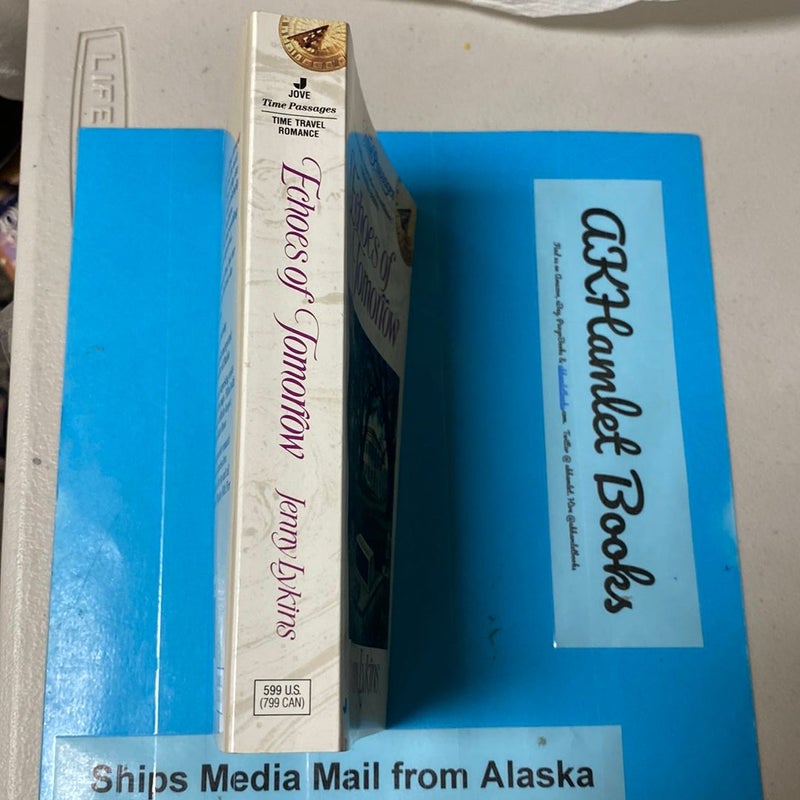 LIFE
J
JOVE
Time Passages
TIME TRAVEL
ROMANCE
Echoes of Tomorrow Jenny Lykins
599 U.S.
(799 CAN)
Echoes of
Tomorrow
Lykins
AKHamlet Books
Ships Media Mail from Alaska